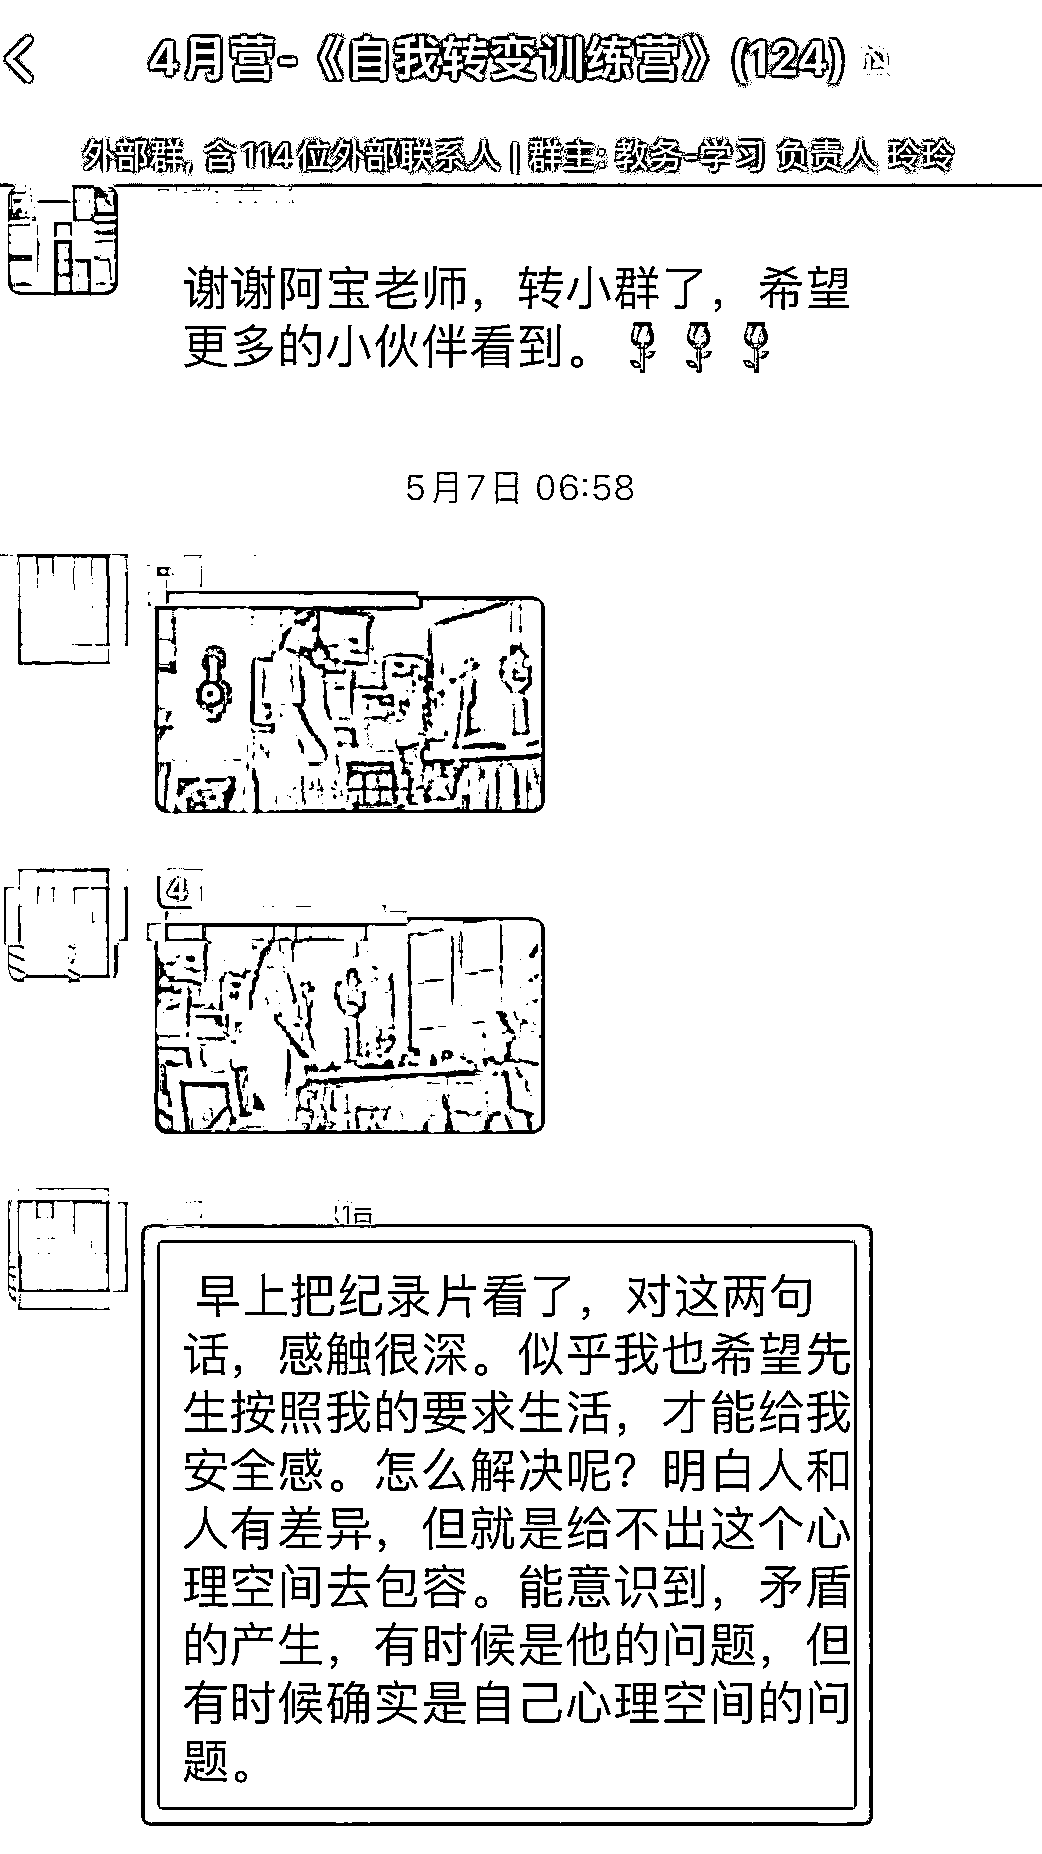 4月营-《自我转变训练营》(124)
外部群, 含114位外部联系人 | 群主: 教务-学习 负责人 玲玲
谢谢阿宝老师，转小群了，希望
更多的小伙伴看到。🌹🌹🌹
5月7日 06:58
④
早上把纪录片看了，对这两句
话，感触很深。似乎我也希望先
生按照我的要求生活，才能给我
安全感。怎么解决呢？明白人和
人有差异，但就是给不出这个心
理空间去包容。能意识到，矛盾
的产生，有时候是他的问题，但
有时候确实是自己心理空间的问
题。